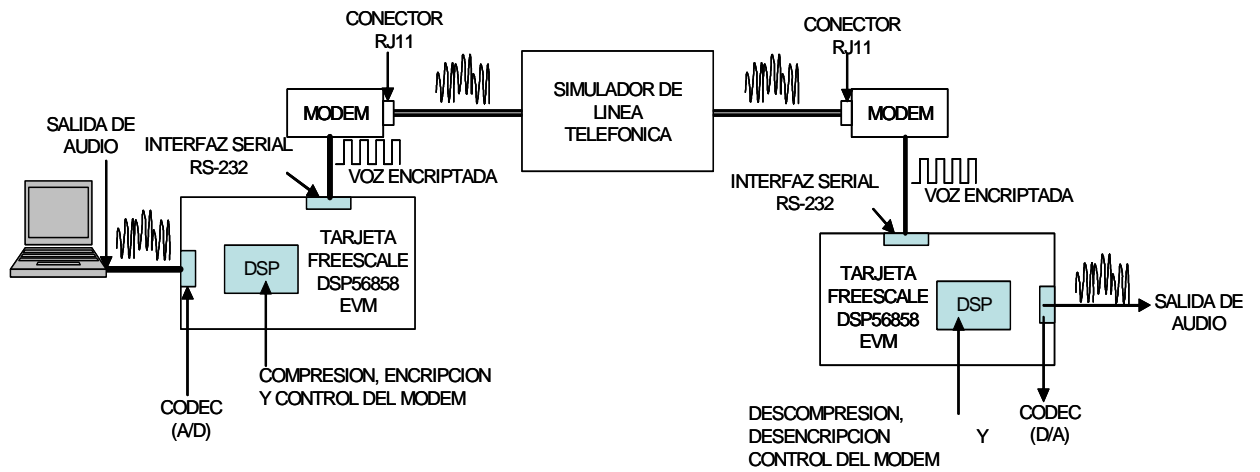 CONECTOR
RJ11
MODEM
SIMULADOR DE
LINEA
TELEFONICA
CONECTOR
RJ11
MODEM
SALIDA DE
AUDIO
INTERFAZ SERIAL
RS-232
VOZ ENCRIPTADA
TARJETA
FREESCALE
DSP56858
EVM
DSP
CODEC
(A/D)
COMPRESION, ENCRIPCION
Y CONTROL DEL MODEM
INTERFAZ SERIAL
RS-232
VOZ ENCRIPTADA
TARJETA
FREESCALE
DSP56858
EVM
DSP
SALIDA DE
AUDIO
DESCOMPRESION,
DESENCRIPCION Y
CONTROL DEL MODEM
CODEC
(D/A)